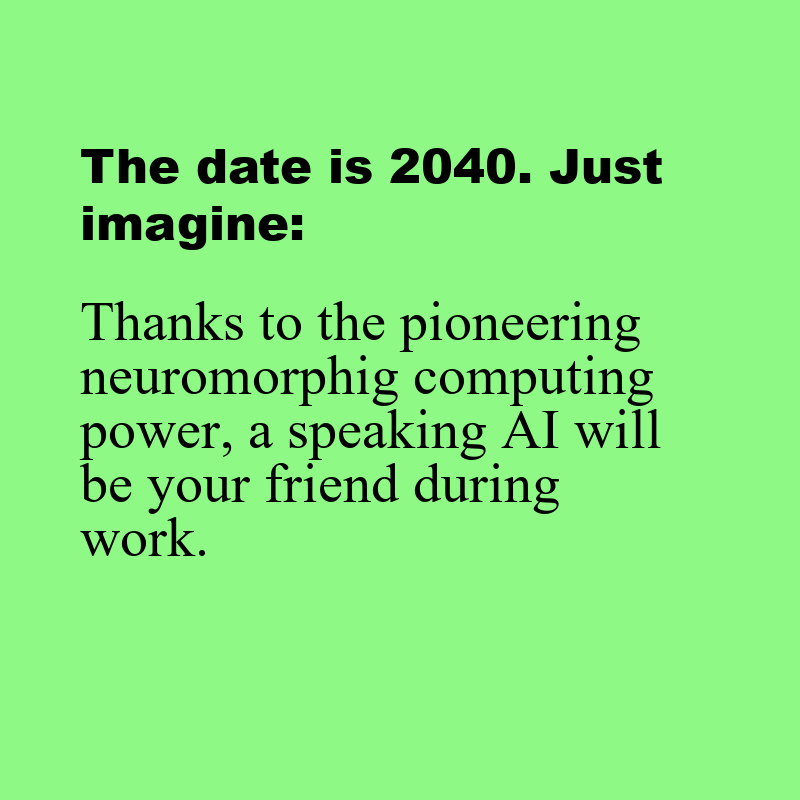 The date is 2040. Just
imagine:
Thanks to the pioneering
neuromorphig computing
power, a speaking AI will
be your friend during
work.